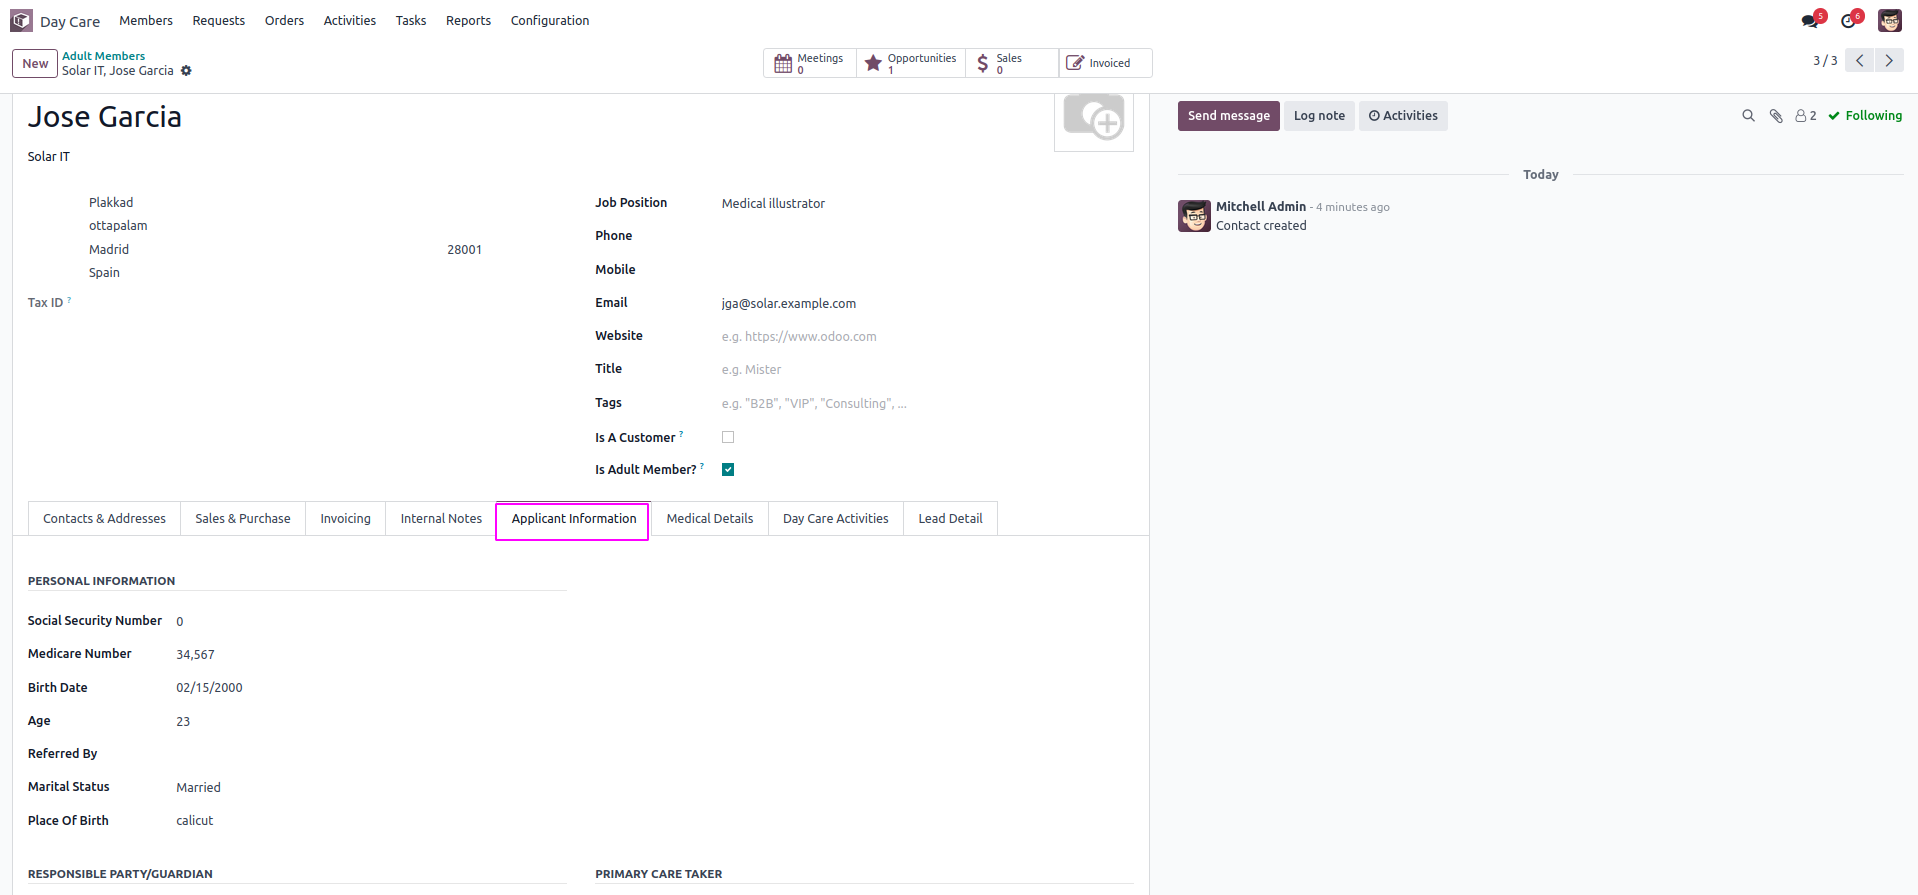 Day Care Members Requests Orders Activities Tasks Reports Configuration 5 6
New Adult Members
Solar IT, Jose Garcia
Meetings 0 Opportunities 1 Sales 0 Invoiced 3 / 3
Jose Garcia
Solar IT
Plakkad
ottapalam
Madrid 28001
Spain
Tax ID ?
Job Position Medical illustrator
Phone
Mobile
Email jga@solar.example.com
Website e.g. https://www.odoo.com
Title e.g. Mister
Tags e.g. "B2B", "VIP", "Consulting", ...
Is A Customer ?
Is Adult Member? ?
Contacts & Addresses Sales & Purchase Invoicing Internal Notes Applicant Information Medical Details Day Care Activities Lead Detail
PERSONAL INFORMATION
Social Security Number 0
Medicare Number 34,567
Birth Date 02/15/2000
Age 23
Referred By
Marital Status Married
Place Of Birth calicut
RESPONSIBLE PARTY/GUARDIAN PRIMARY CARE TAKER
Send message Log note Activities 2 Following
Today
Mitchell Admin - 4 minutes ago
Contact created